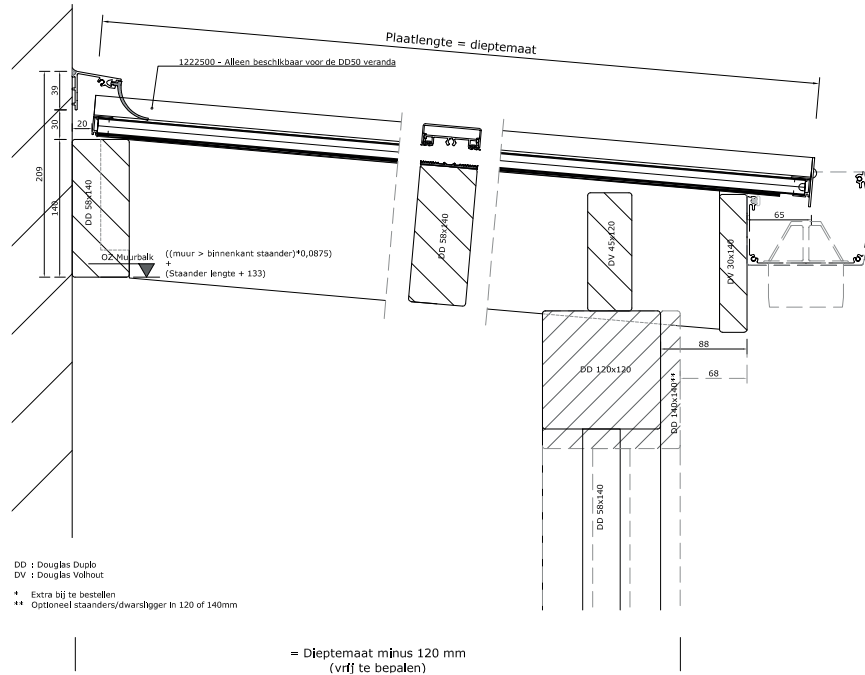 Plaatlengte = dieptemaat
1222500 - Alleen beschikbaar voor de DD50 veranda
39
30
20
209
140
DD 58x140
OZ Muurbalk
((muur > binnenkant staander)*0,0875)
+
(Staander lengte + 133)
DD 58x140
DV 45x120
DV 30x140
65
88
68
DD 120x120
DD 140x140**
DD 58x140
DD : Douglas Duplo
DV : Douglas Volhout
* Extra bij te bestellen
** Optioneel staanders/dwarsligger in 120 of 140mm
= Dieptemaat minus 120 mm
(vrij te bepalen)